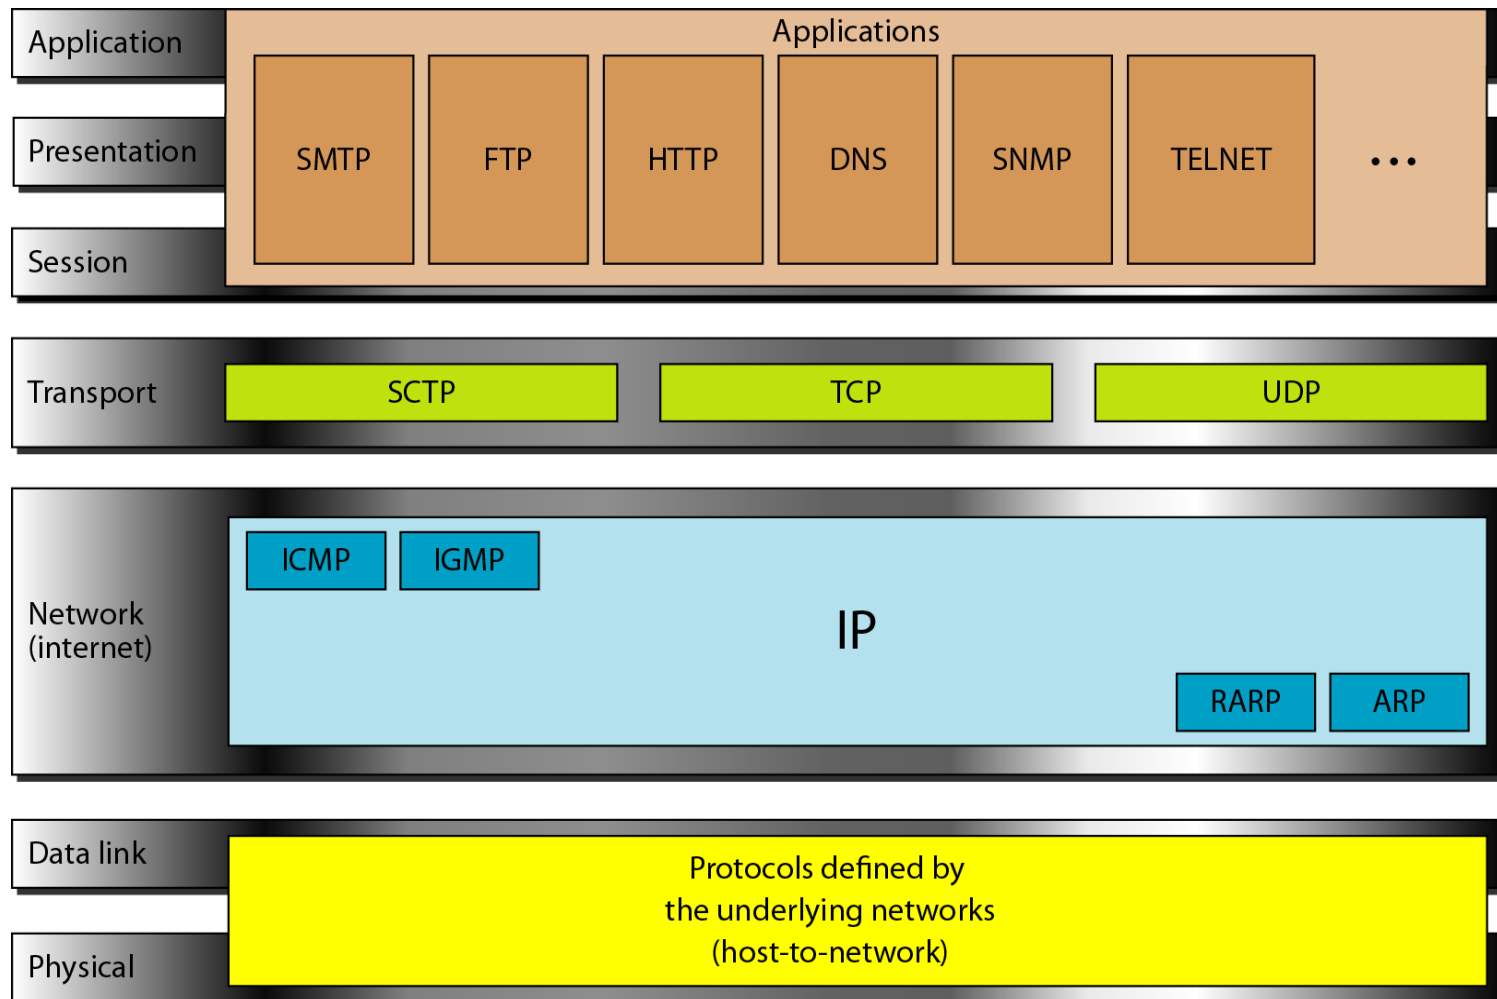 Application
Applications
Presentation
SMTP
FTP
HTTP
DNS
SNMP
TELNET
...
Session
Transport
SCTP
TCP
UDP
Network
(internet)
ICMP
IGMP
IP
RARP
ARP
Data link
Protocols defined by
the underlying networks
(host-to-network)
Physical